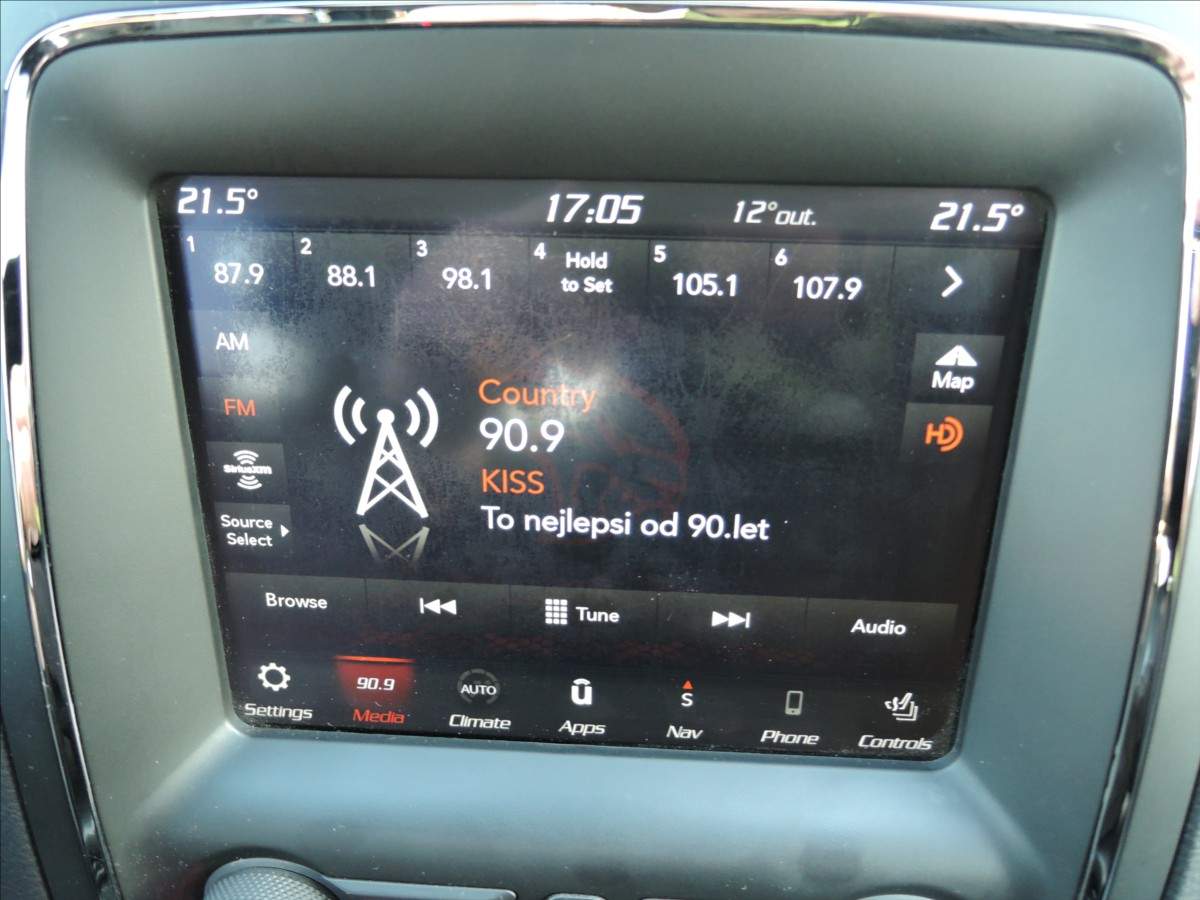 21.5° 17:05 12°out. 21.5°
1 87.9 2 88.1 3 98.1 4 Hold to Set 5 105.1 6 107.9
AM
Map
FM
HD
Country
90.9
KISS
To nejlepsi od 90.let
SiriusXM
Source
Select
Browse Tune Audio
90.9 AUTO S
Settings Media Climate Apps Nav Phone Controls